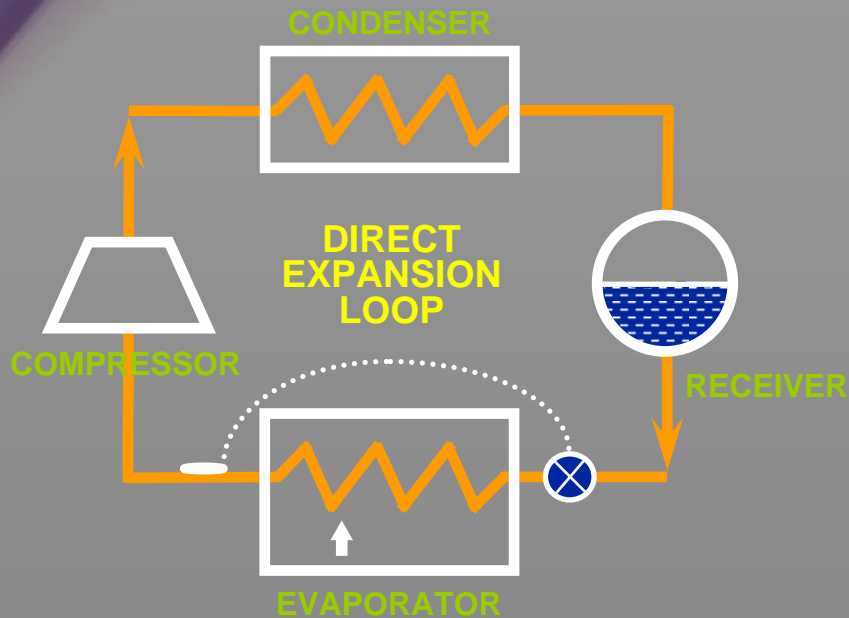 CONDENSER
DIRECT
EXPANSION
LOOP
COMPRESSOR
RECEIVER
EVAPORATOR